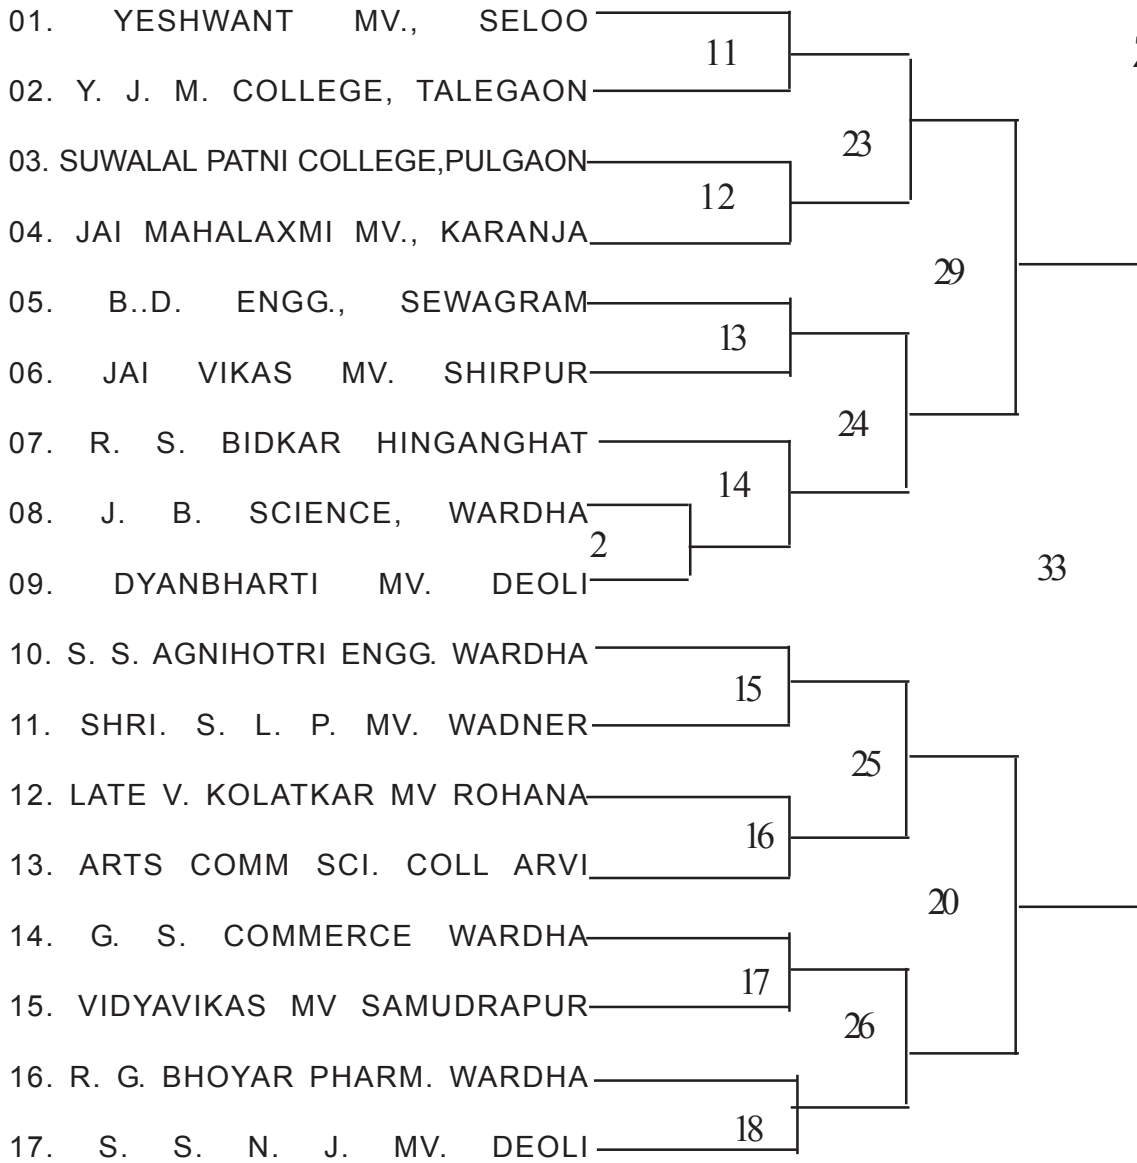 01. YESHWANT MV., SELOO
11
02. Y. J. M. COLLEGE, TALEGAON
23
03. SUWALAL PATNI COLLEGE,PULGAON
12
04. JAI MAHALAXMI MV., KARANJA
29
05. B..D. ENGG., SEWAGRAM
13
06. JAI VIKAS MV. SHIRPUR
24
07. R. S. BIDKAR HINGANGHAT
14
08. J. B. SCIENCE, WARDHA
2
33
09. DYANBHARTI MV. DEOLI
10. S. S. AGNIHOTRI ENGG. WARDHA
15
11. SHRI. S. L. P. MV. WADNER
25
12. LATE V. KOLATKAR MV ROHANA
16
13. ARTS COMM SCI. COLL ARVI
20
14. G. S. COMMERCE WARDHA
17
15. VIDYAVIKAS MV SAMUDRAPUR
26
16. R. G. BHOYAR PHARM. WARDHA
18
17. S. S. N. J. MV. DEOLI